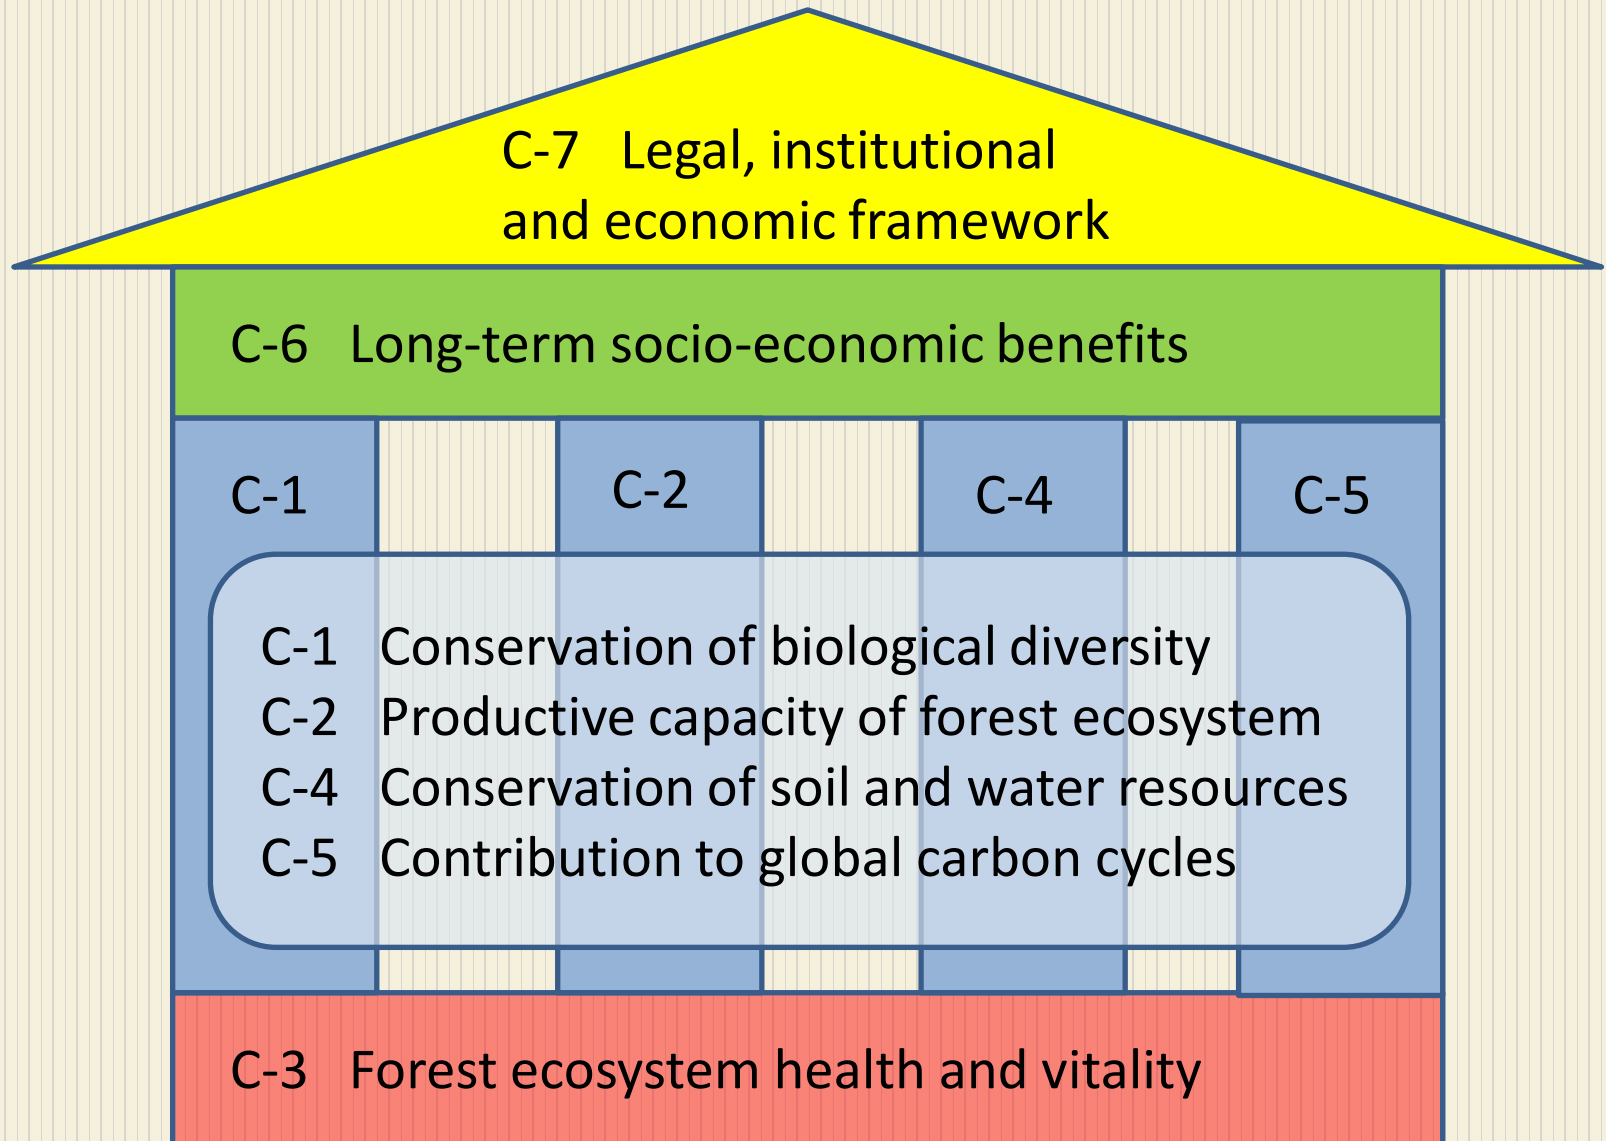 C-7 Legal, institutional
and economic framework
C-6 Long-term socio-economic benefits
C-1
C-2
C-4
C-5
C-1 Conservation of biological diversity
C-2 Productive capacity of forest ecosystem
C-4 Conservation of soil and water resources
C-5 Contribution to global carbon cycles
C-3 Forest ecosystem health and vitality